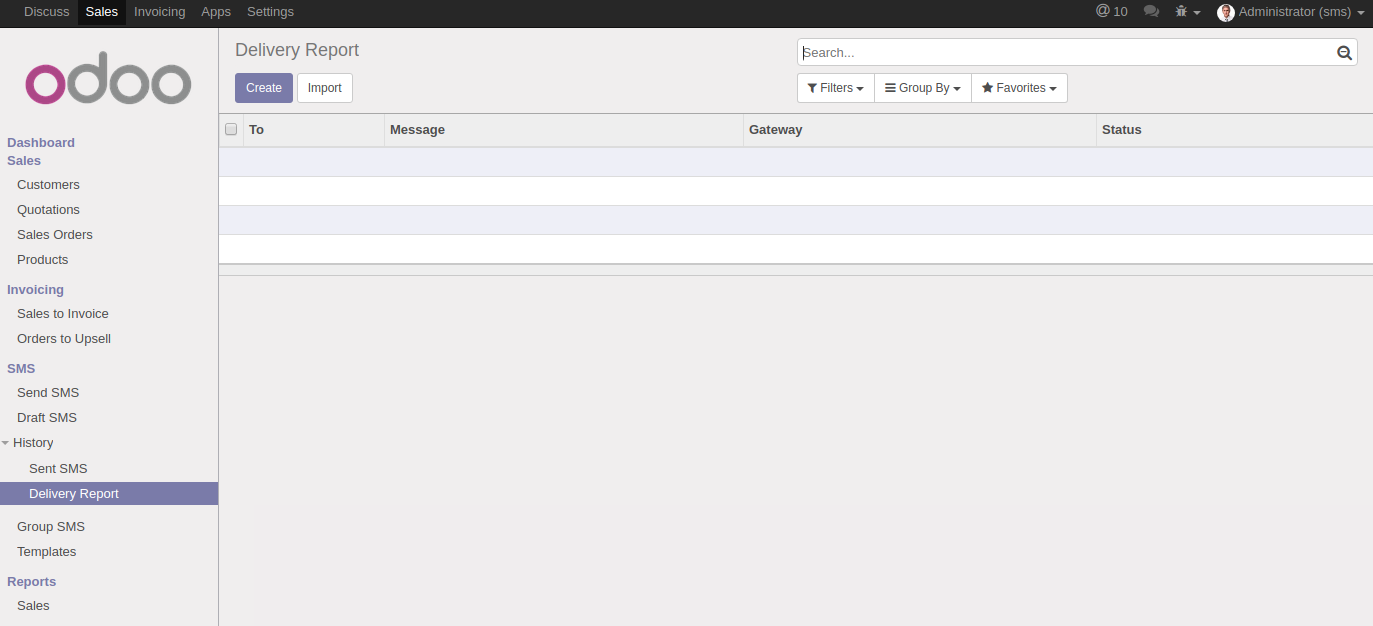 Discuss Sales Invoicing Apps Settings @ 10 Administrator (sms)
odoo
Delivery Report
Search...
Create Import
Filters Group By Favorites
To Message Gateway Status
Dashboard
Sales
Customers
Quotations
Sales Orders
Products
Invoicing
Sales to Invoice
Orders to Upsell
SMS
Send SMS
Draft SMS
History
Sent SMS
Delivery Report
Group SMS
Templates
Reports
Sales